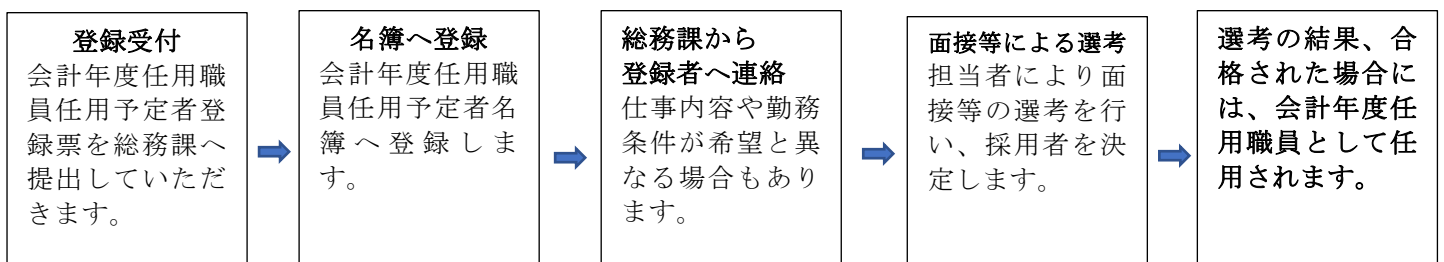 登録受付
会計年度任用職
員任用予定者登
録票を総務課へ
提出していただ
きます。
名簿へ登録
会計年度任用職
員任用予定者名
簿へ登録しま
す。
総務課から
登録者へ連絡
仕事内容や勤務
条件が希望と異
なる場合もあり
ます。
面接等による選考
担当者により面
接等の選考を行
い、採用者を決
定します。
選考の結果、合
格された場合に
は、会計年度任
用職員として任
用されます。